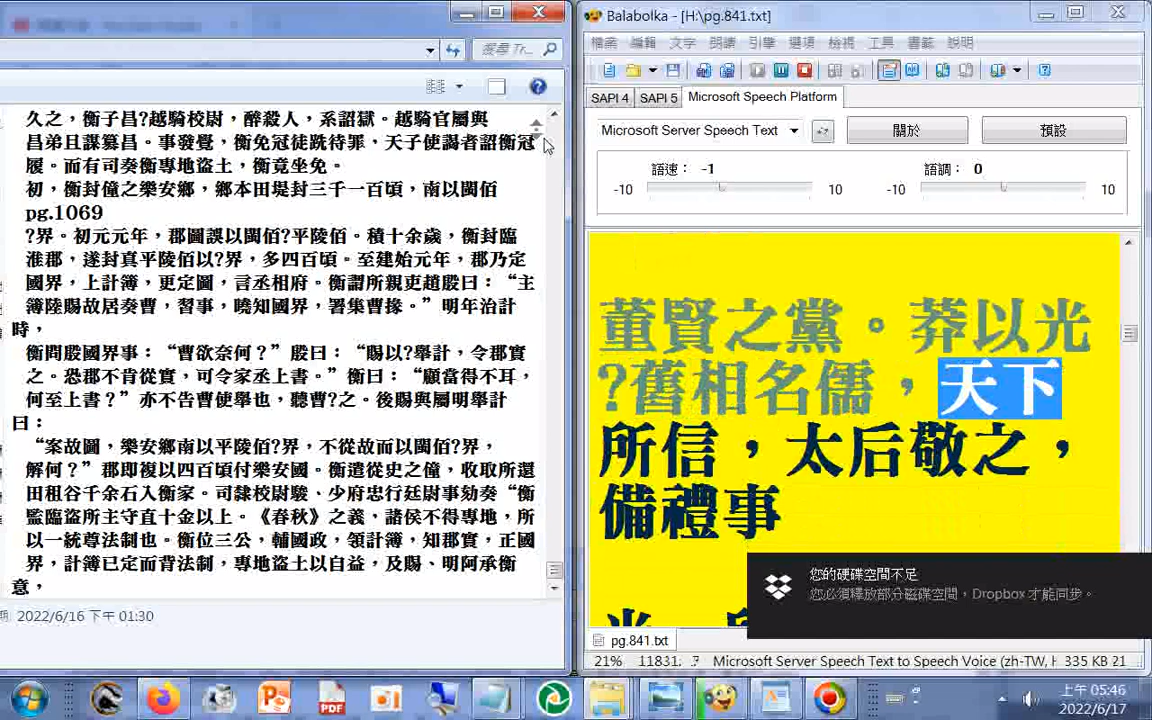 搜尋 Tr...
久之，衡子昌?越騎校尉，醉殺人，系詔獄。越騎官屬與
昌弟且謀篡昌。事發覺，衡免冠徒跣待罪，天子使謁者詔衡冠
履。而有司奏衡專地盜土，衡竟坐免。
初，衡封僮之樂安鄉，鄉本田堤封三千一百頃，南以閩佰
pg.1069
?界。初元元年，郡圖誤以閩佰?平陵佰。積十余歲，衡封臨
淮郡，遂封真平陵佰以?界，多四百頃。至建始元年，郡乃定
國界，上計簿，更定圖，言丞相府。衡謂所親吏趙殷曰：“主
簿陸賜故居奏曹，習事，曉知國界，署集曹掾。”明年治計
時，
衡問殷國界事：“曹欲奈何？”殷曰：“賜以?舉計，令郡實
之。恐郡不肯從實，可令家丞上書。”衡曰：“顧當得不耳，
何至上書？”亦不告曹使舉也，聽曹?之。後賜與屬明舉計
曰：
“案故圖，樂安鄉南以平陵佰?界，不從故而以閩佰?界，
解何？”郡即複以四百頃付樂安國。衡遣從史之僮，收取所還
田租谷千余石入衡家。司隸校尉駿、少府忠行廷尉事劾奏“衡
監臨盜所主守直十金以上。《春秋》之義，諸侯不得專地，所
以一統尊法制也。衡位三公，輔國政，領計簿，知郡實，正國
界，計簿已定而背法制，專地盜土以自益，及賜、明阿承衡
意，
2022/6/16 下午 01:30
Balabolka - [H:\pg.841.txt]
檔案 編輯 文字 朗讀 引擎 選項 檢視 工具 書籤 說明
SAPI 4 SAPI 5 Microsoft Speech Platform
Microsoft Server Speech Text 關於 預設
語速： -1 語調： 0
-10 10 -10 10
董賢之黨。莽以光
?舊相名儒，天下
所信，太后敬之，
備禮事
您的硬碟空間不足
您必須釋放部分磁碟空間，Dropbox 才能同步。
pg.841.txt
21% 11831: Microsoft Server Speech Text to Speech Voice (zh-TW, H 335 KB 21
上午 05:46
2022/6/17